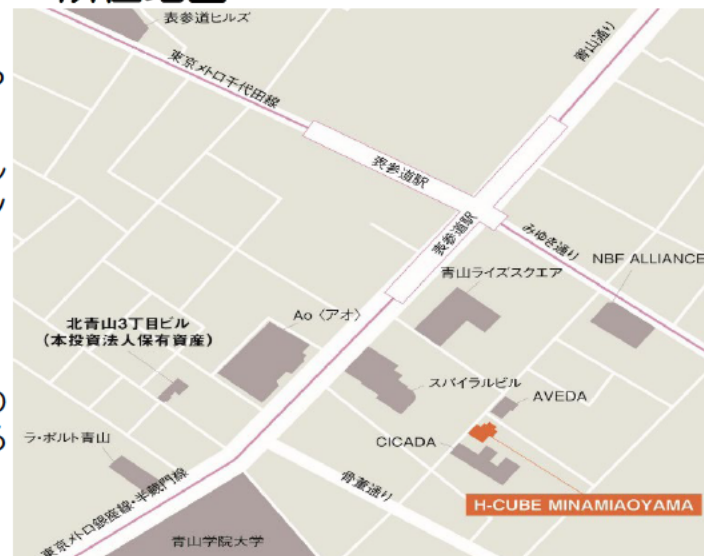 表参道ヒルズ
青山通り
東京メトロ千代田線
表参道駅
表参道駅
みゆき通り
NBF ALLIANCE
青山ライズスクエア
Ao〈アオ〉
北青山3丁目ビル
(本投資法人保有資産)
スパイラルビル
AVEDA
ラ・ポルト青山
CICADA
骨董通り
H-CUBE MINAMIAOYAMA
東京メトロ銀座線・半蔵門線
青山学院大学